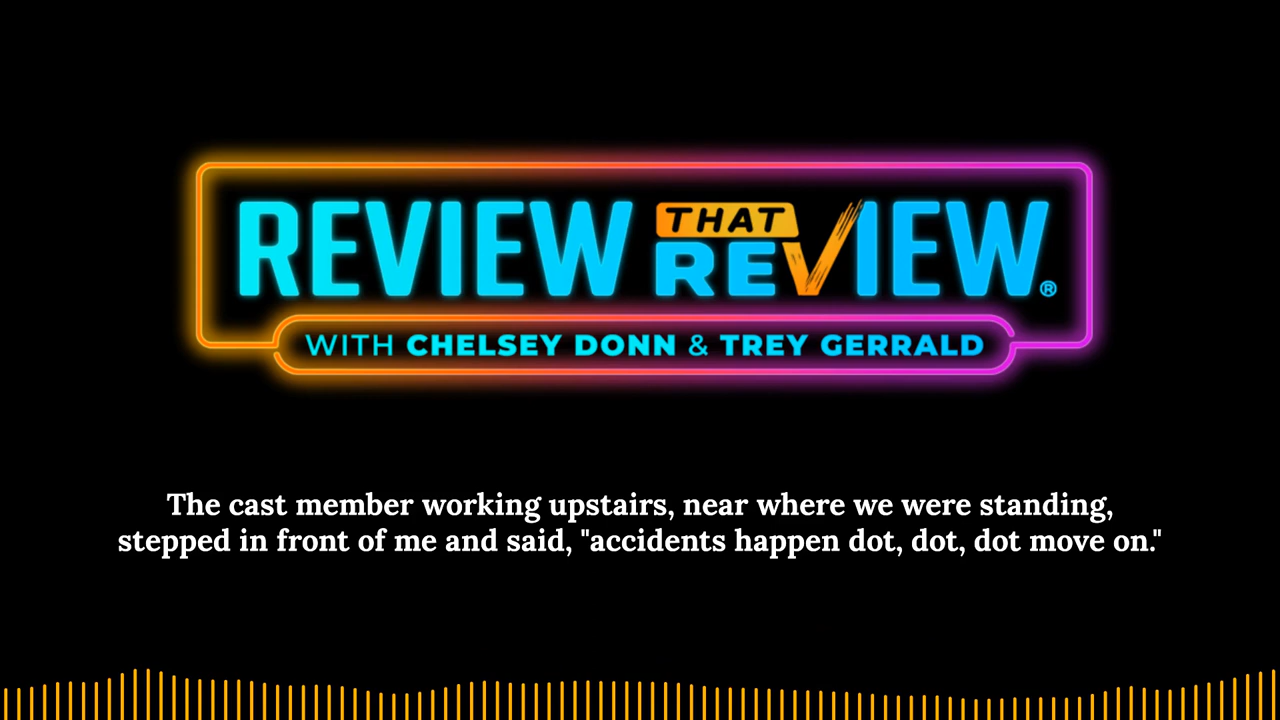 REVIEW THAT REVIEW®
WITH CHELSEY DONN & TREY GERRALD
The cast member working upstairs, near where we were standing,
stepped in front of me and said, "accidents happen dot, dot, dot move on."